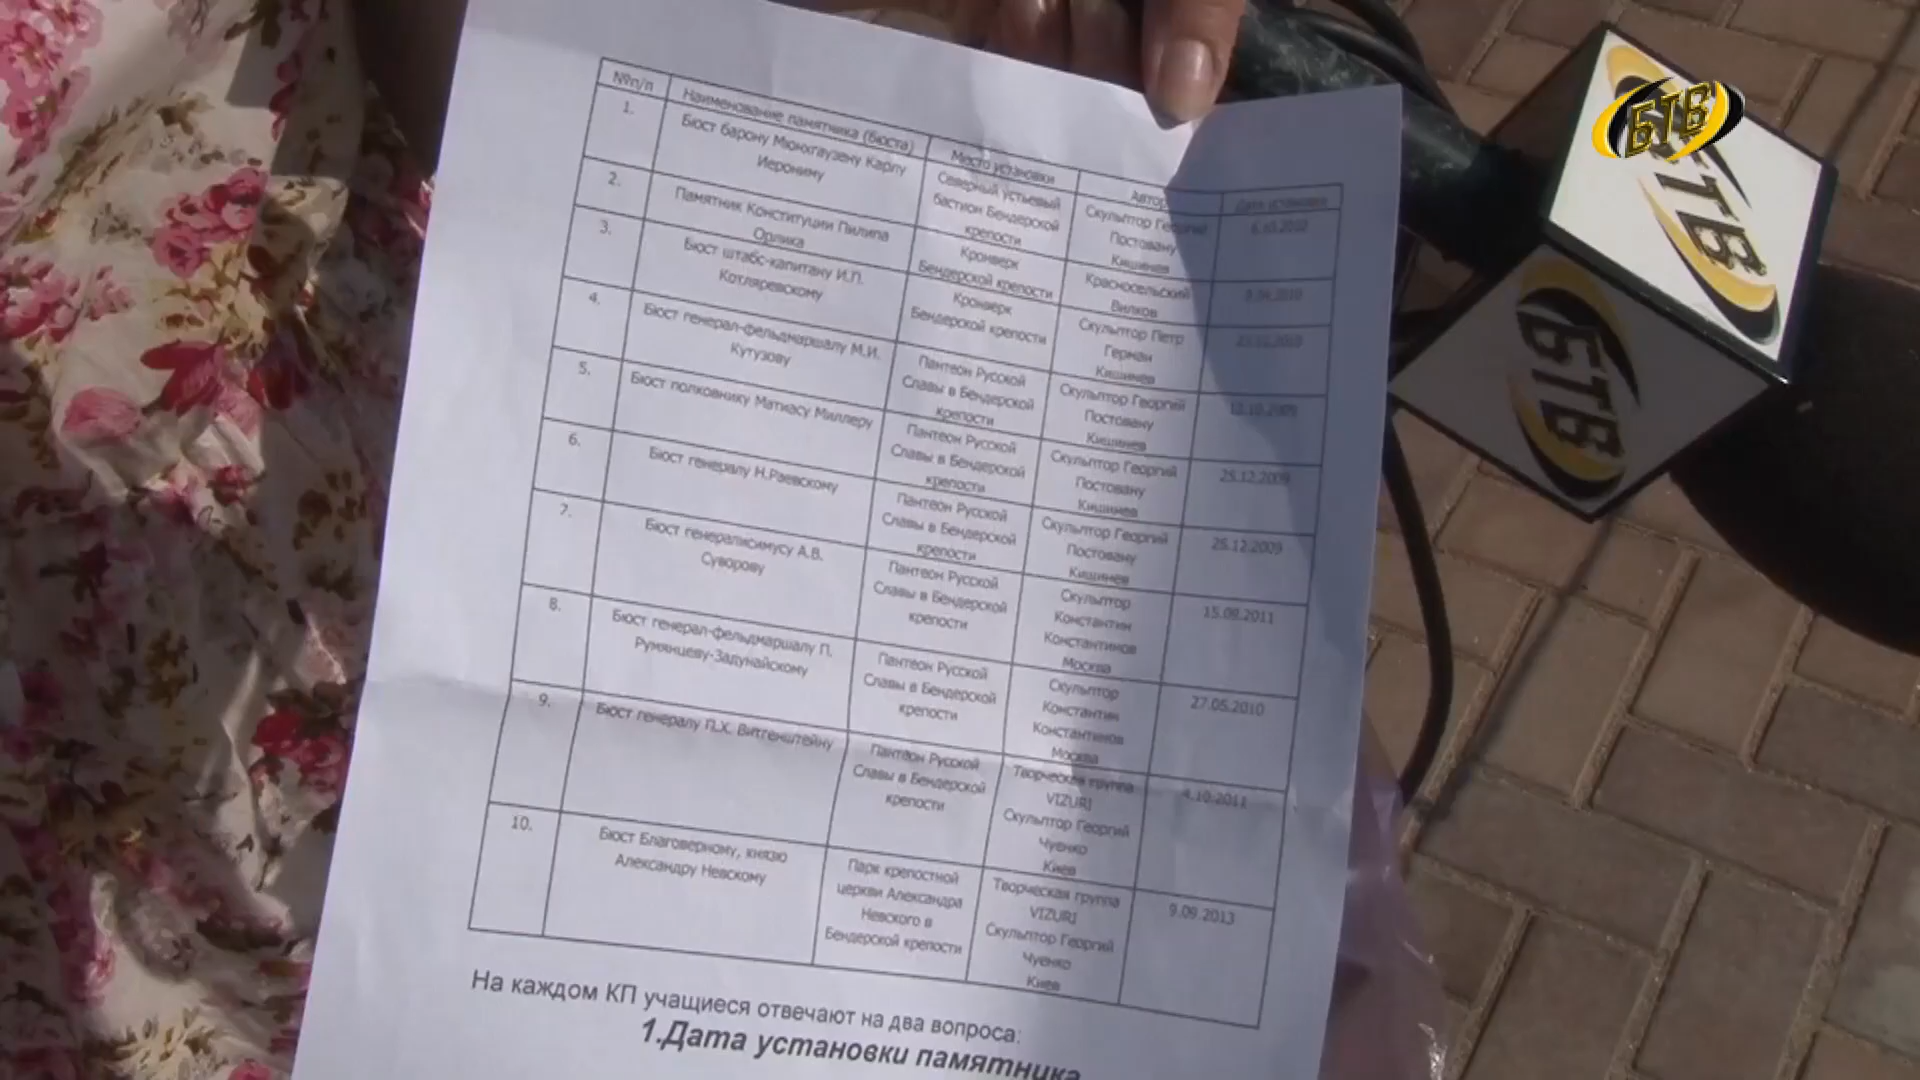 №п/п Наименование памятника (бюста) Место установки Автор Дата установки
1. Бюст барону Мюнхгаузену Карлу
Иерониму
Северный устьевый
бастион Бендерской
крепости
Скульптор Георгий
Постовану
Кишинев
2. Памятник Конституции Пилипа
Орлика
Кронверк
Бендерской крепости
Красносельский
Вилков
3. Бюст штабс-капитану И.П.
Котляревскому
Кронверк
Бендерской крепости
Скульптор Петр
Герман
Кишинев
4. Бюст генерал-фельдмаршалу М.И.
Кутузову
Пантеон Русской
Славы в Бендерской
крепости
Скульптор Георгий
Постовану
Кишинев
5. Бюст полковнику Матиасу Миллеру
Пантеон Русской
Славы в Бендерской
крепости
Скульптор Георгий
Постовану
Кишинев
25.12.2009
6. Бюст генералу Н.Раевскому
Пантеон Русской
Славы в Бендерской
крепости
Скульптор Георгий
Постовану
Кишинев
25.12.2009
7. Бюст генералисимусу А.В.
Суворову
Пантеон Русской
Славы в Бендерской
крепости
Скульптор
Константин
Константинов
Москва
15.09.2011
8. Бюст генерал-фельдмаршалу П.
Румянцеву-Задунайскому
Пантеон Русской
Славы в Бендерской
крепости
Скульптор
Константин
Константинов
Москва
27.05.2010
9. Бюст генералу П.Х. Витгенштейну
Пантеон Русской
Славы в Бендерской
крепости
Творческая группа
VIZURI
Скульптор Георгий
Чуенко
Киев
4.10.2011
10. Бюст Благоверному, князю
Александру Невскому
Парк крепостной
церкви Александра
Невского в
Бендерской крепости
Творческая группа
VIZURI
Скульптор Георгий
Чуенко
Киев
9.09.2013
На каждом КП учащиеся отвечают на два вопроса:
1.Дата установки памятника
БТВ
БТВ
БТВ